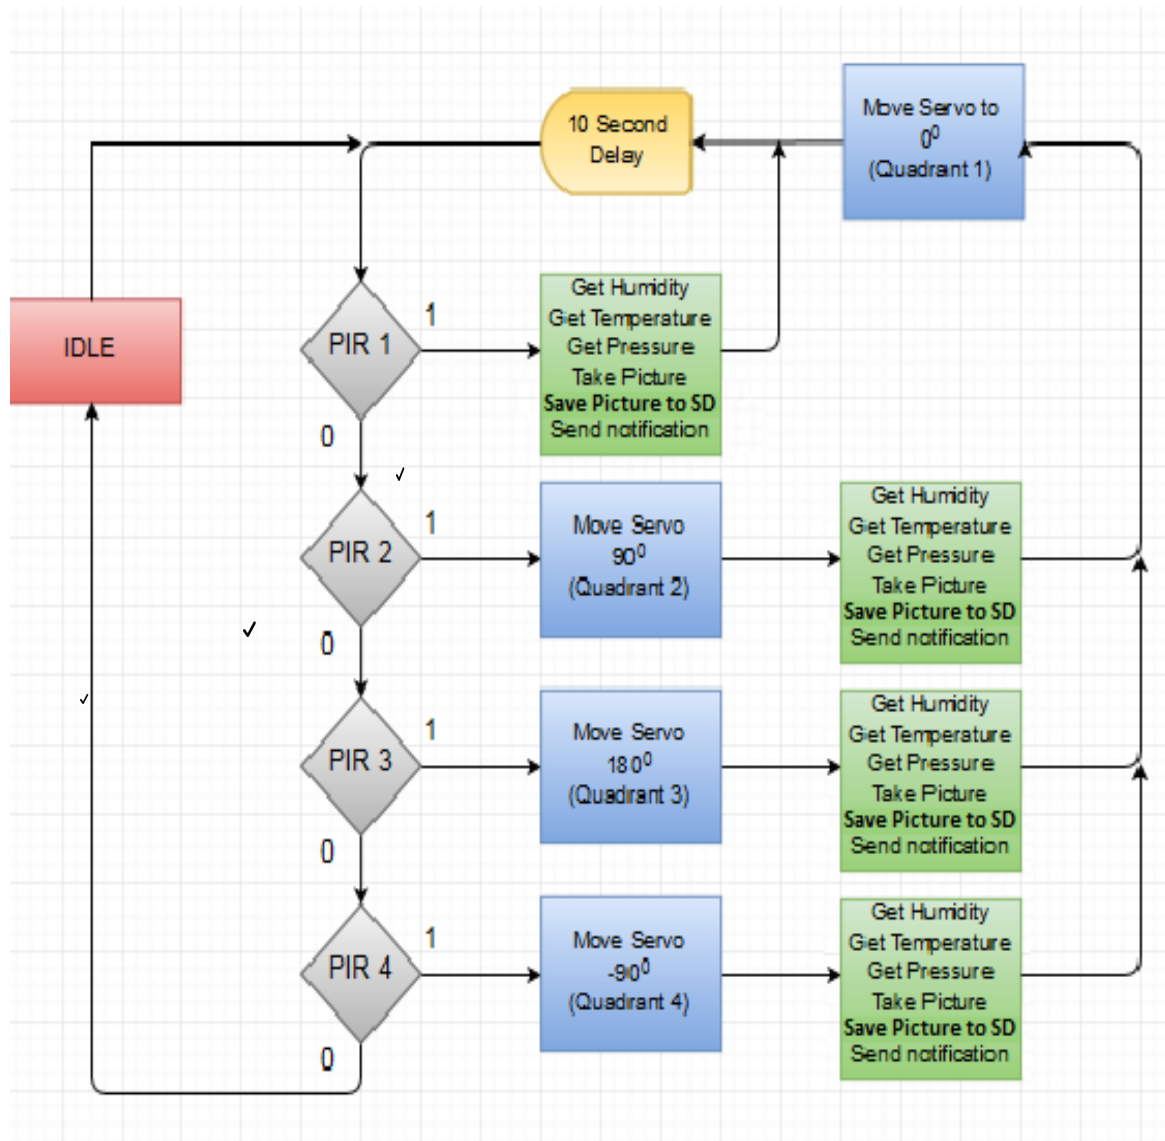 10 Second
Delay
Move Servo to
0⁰
(Quadrant 1)
IDLE
PIR 1
1
0
Get Humidity
Get Temperature
Get Pressure
Take Picture
Save Picture to SD
Send notification
✓
PIR 2
1
0
Move Servo
90⁰
(Quadrant 2)
Get Humidity
Get Temperature
Get Pressure
Take Picture
Save Picture to SD
Send notification
✓
✓
PIR 3
1
0
Move Servo
180⁰
(Quadrant 3)
Get Humidity
Get Temperature
Get Pressure
Take Picture
Save Picture to SD
Send notification
PIR 4
1
0
Move Servo
-90⁰
(Quadrant 4)
Get Humidity
Get Temperature
Get Pressure
Take Picture
Save Picture to SD
Send notification